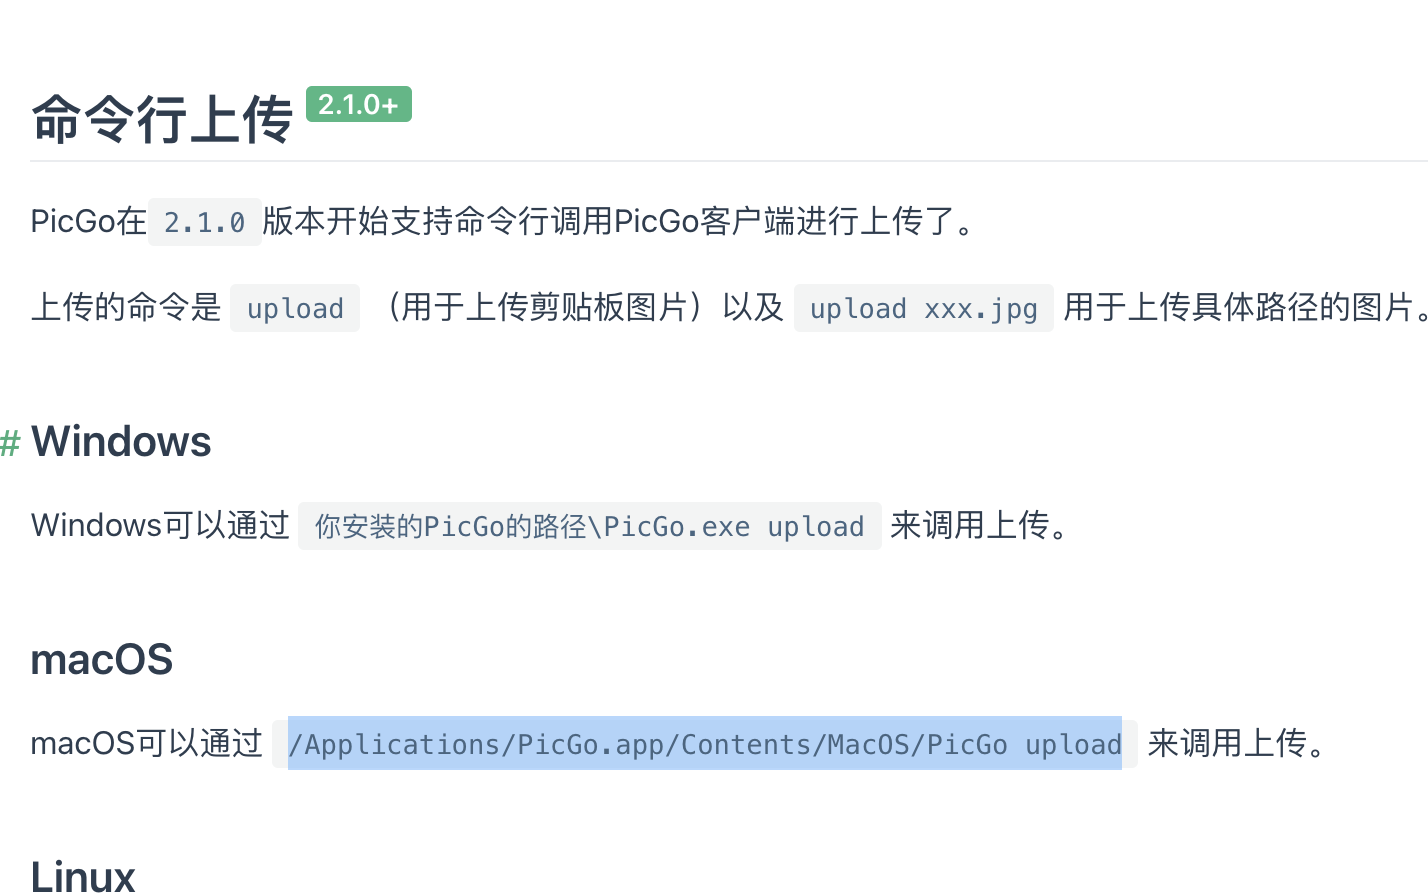 命令行上传 2.1.0+
PicGo在 2.1.0 版本开始支持命令行调用PicGo客户端进行上传了。
上传的命令是 upload （用于上传剪贴板图片）以及 upload xxx.jpg 用于上传具体路径的图片。
# Windows
Windows可以通过 你安装的PicGo的路径\PicGo.exe upload 来调用上传。
macOS
macOS可以通过 /Applications/PicGo.app/Contents/MacOS/PicGo upload 来调用上传。
Linux